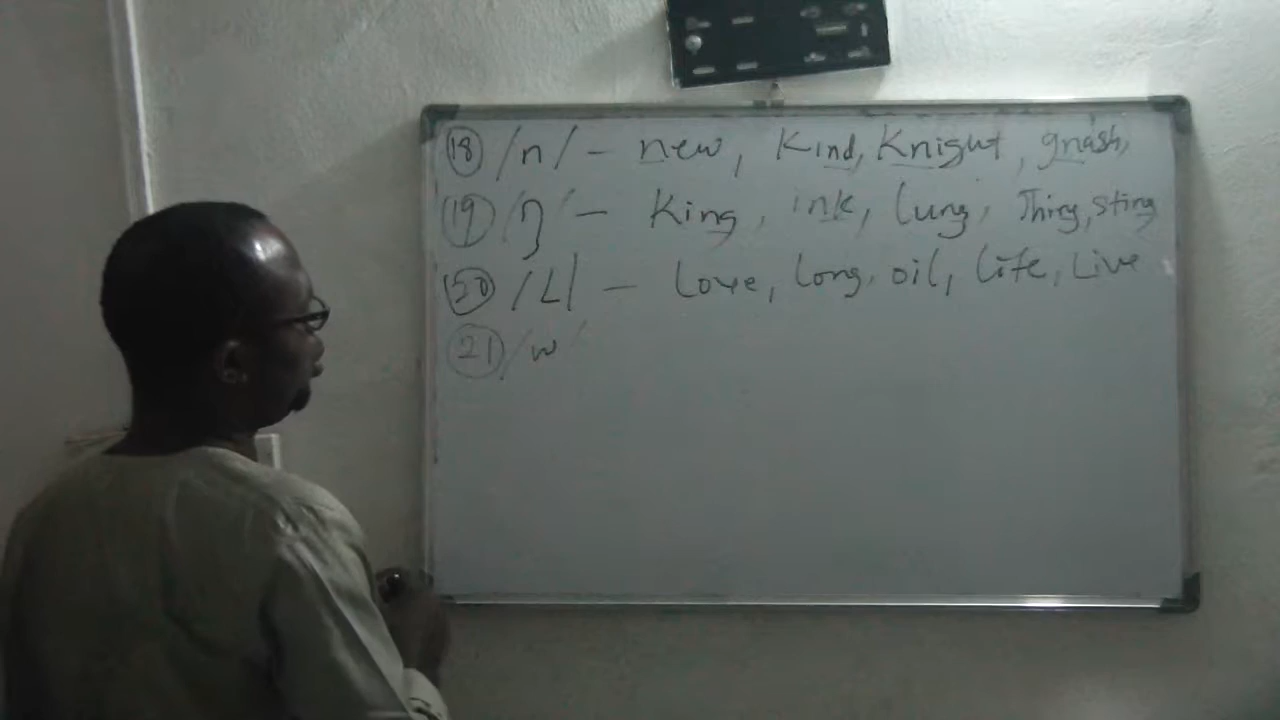 18 /n/ - new, Kind, Knight, gnash,
19 /ŋ/ - King, ink, Lung, Thing, sting
20 /L/ - Love, Long, oil, Life, Live
21 /w/